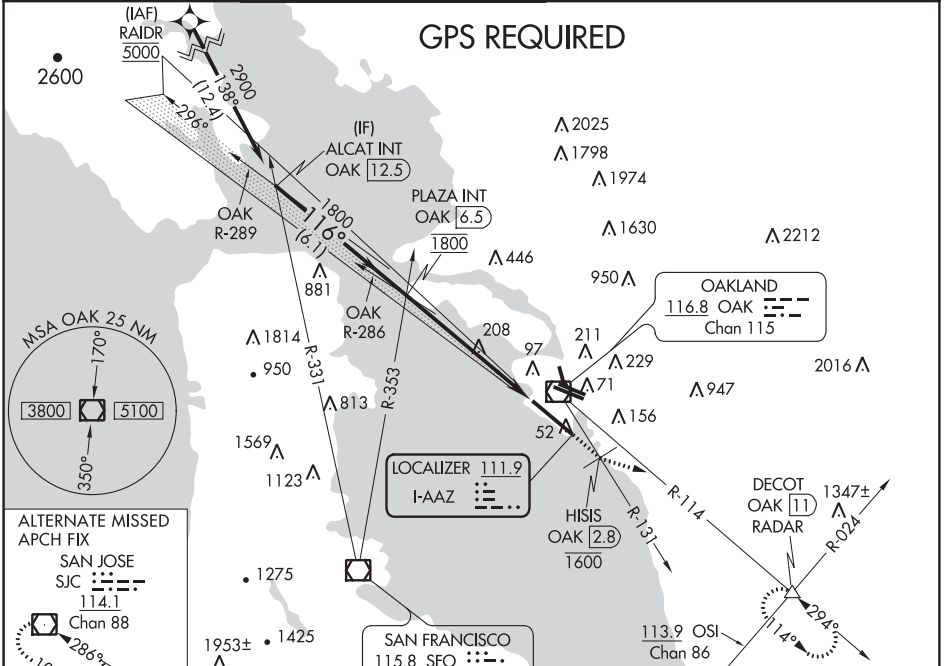 GPS REQUIRED
(IAF)
RAIDR
5000
2600
2900
138°
(12.4)
296°
(IF)
ALCAT INT
OAK 12.5
OAK
R-289
1800
116°
(6.1)
PLAZA INT
OAK 6.5
1800
OAK
R-286
2025
1798
1974
1630
2212
446
950
881
OAKLAND
116.8 OAK
Chan 115
MSA OAK 25 NM
170°
3800
5100
350°
1814
950
R-331
R-353
813
1569
1123
208
97
211
229
71
947
2016
156
52
LOCALIZER 111.9
I-AAZ
HISIS
OAK 2.8
1600
R-131
R-114
DECOT
OAK 11
RADAR
1347±
R-024
294°
114°
ALTERNATE MISSED
APCH FIX
SAN JOSE
SJC
114.1
Chan 88
286°
1275
1425
1953±
SAN FRANCISCO
115.8 SFO
113.9 OSI
Chan 86